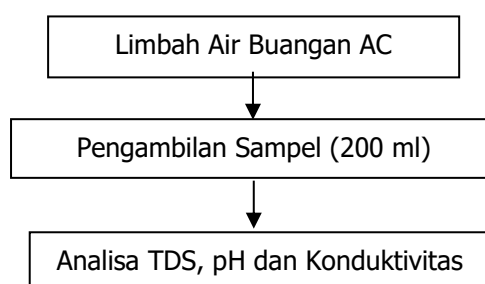 Limbah Air Buangan AC
Pengambilan Sampel (200 ml)
Analisa TDS, pH dan Konduktivitas